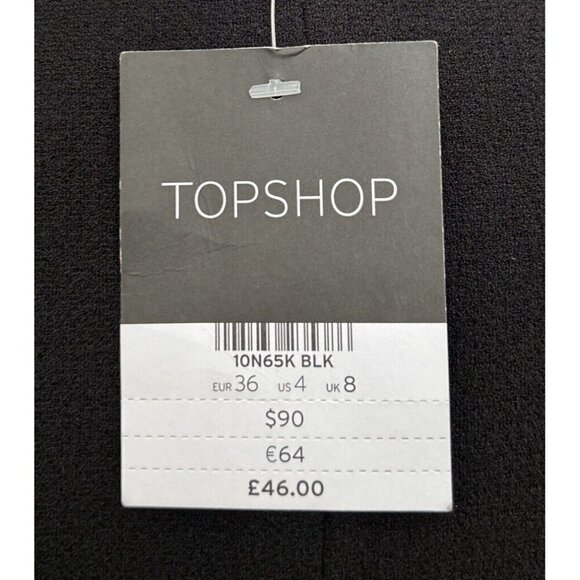 TOPSHOP
10N65K BLK
EUR 36 US 4 UK 8
$90
€64
£46.00